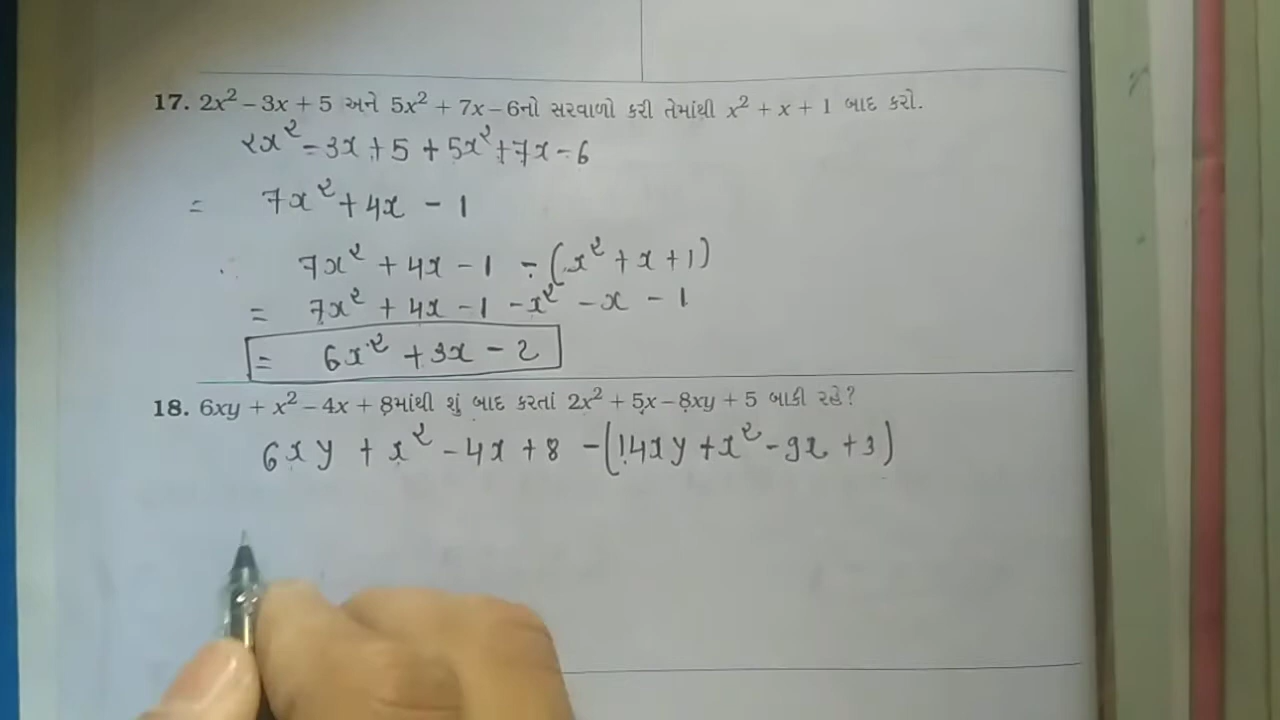 17. 2x² – 3x + 5 અને 5x² + 7x – 6નો સરવાળો કરી તેમાંથી x² + x + 1 બાદ કરો.
2x² – 3x + 5 + 5x² + 7x – 6
= 7x² + 4x – 1
∴ 7x² + 4x – 1 – (x² + x + 1)
= 7x² + 4x – 1 – x² – x – 1
= 6x² + 3x – 2
18. 6xy + x² – 4x + 8માંથી શું બાદ કરતાં 2x² + 5x – 8xy + 5 બાકી રહે?
6xy + x² – 4x + 8 – (14xy + x² – 9x + 3)